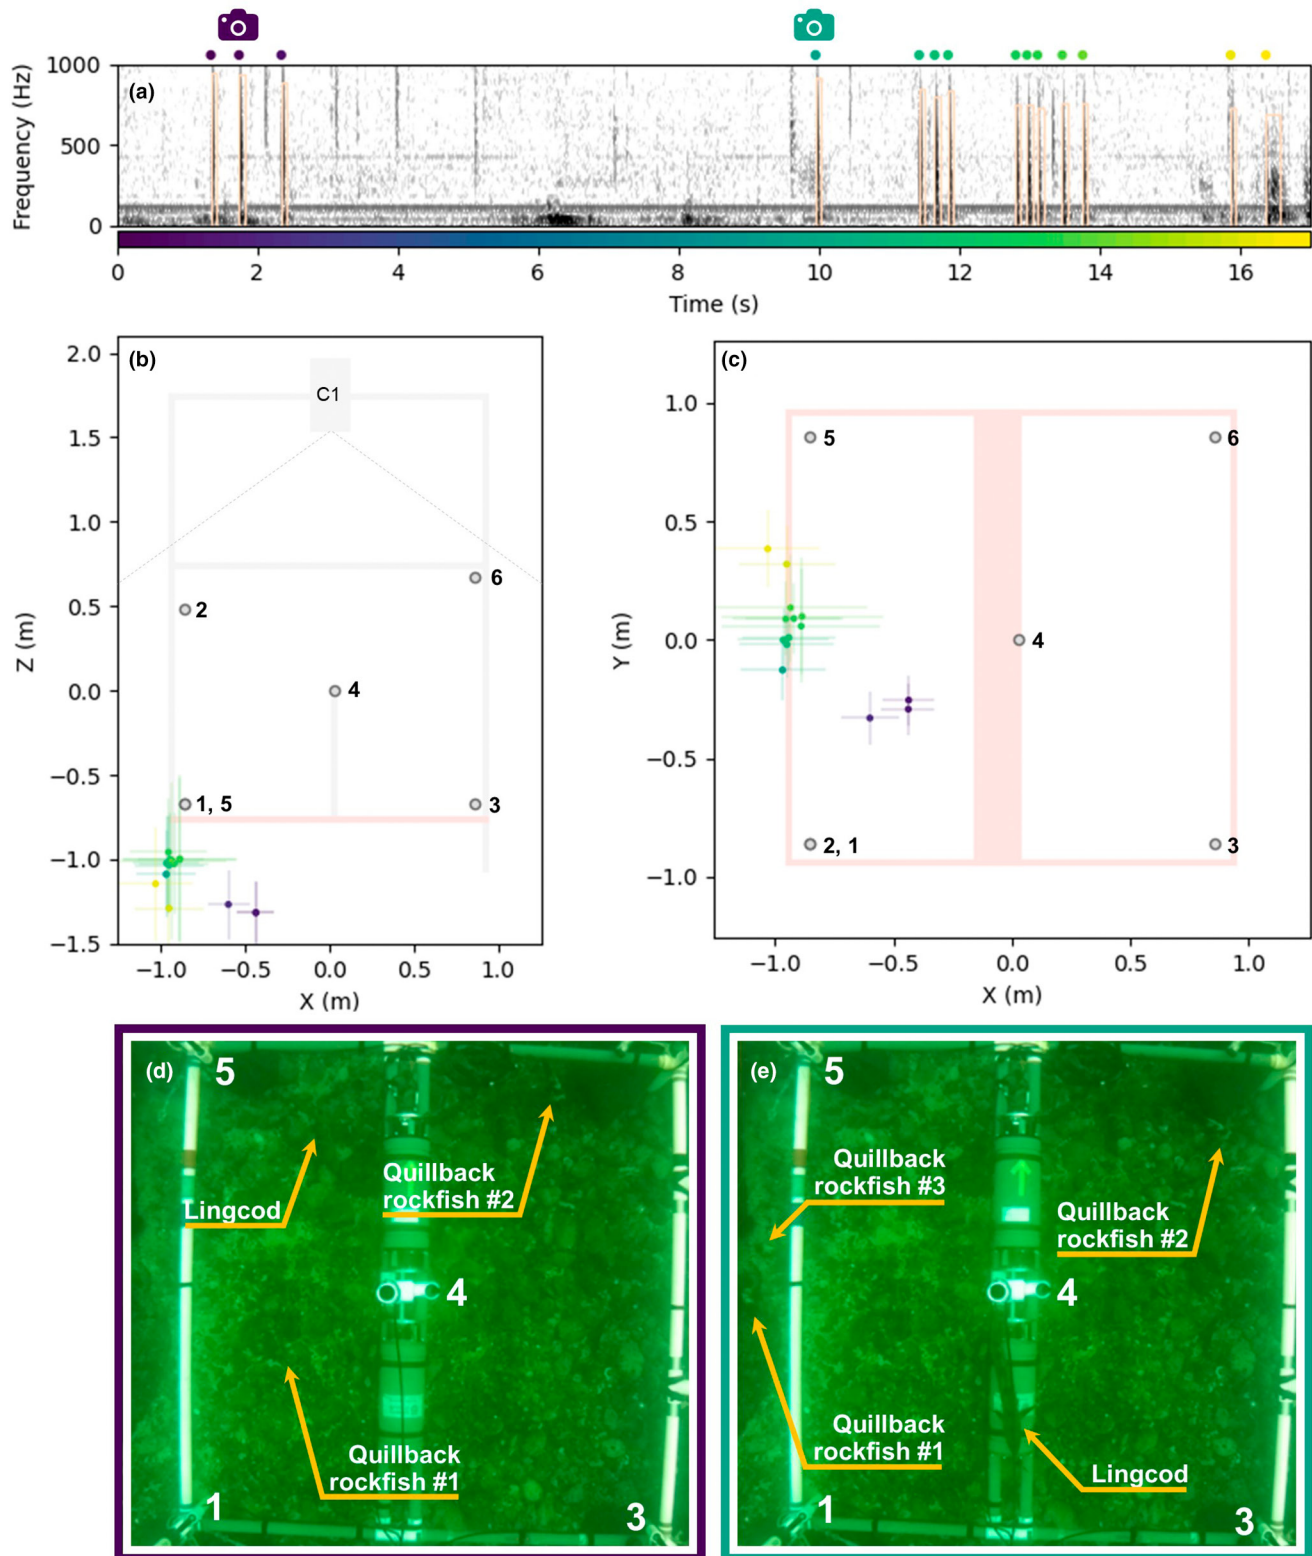 (a)
Frequency (Hz)
1000
500
0
0 2 4 6 8 10 12 14 16
Time (s)
(b)
C1
2.0
1.5
1.0
0.5
0.0
−0.5
−1.0
−1.5
Z (m)
6
2
4
1, 5
3
−1.0 −0.5 0.0 0.5 1.0
X (m)
(c)
1.0
0.5
0.0
−0.5
−1.0
Y (m)
5
6
4
2, 1
3
−1.0 −0.5 0.0 0.5 1.0
X (m)
(d)
5
Quillback
rockfish #2
Lingcod
4
Quillback
rockfish #1
1
3
(e)
5
Quillback
rockfish #3
Quillback
rockfish #2
4
Quillback
rockfish #1
Lingcod
1
3